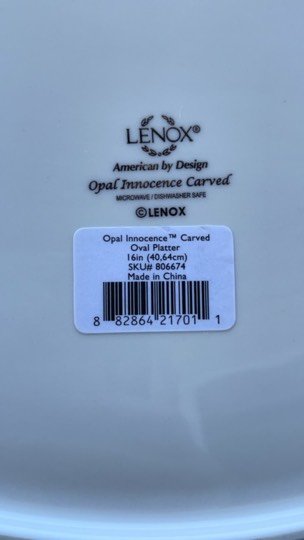 LENOX®
American by Design
Opal Innocence Carved
MICROWAVE / DISHWASHER SAFE
©LENOX
Opal Innocence™ Carved
Oval Platter
16in (40,64cm)
SKU# 806674
Made in China
8 82864 21701 1